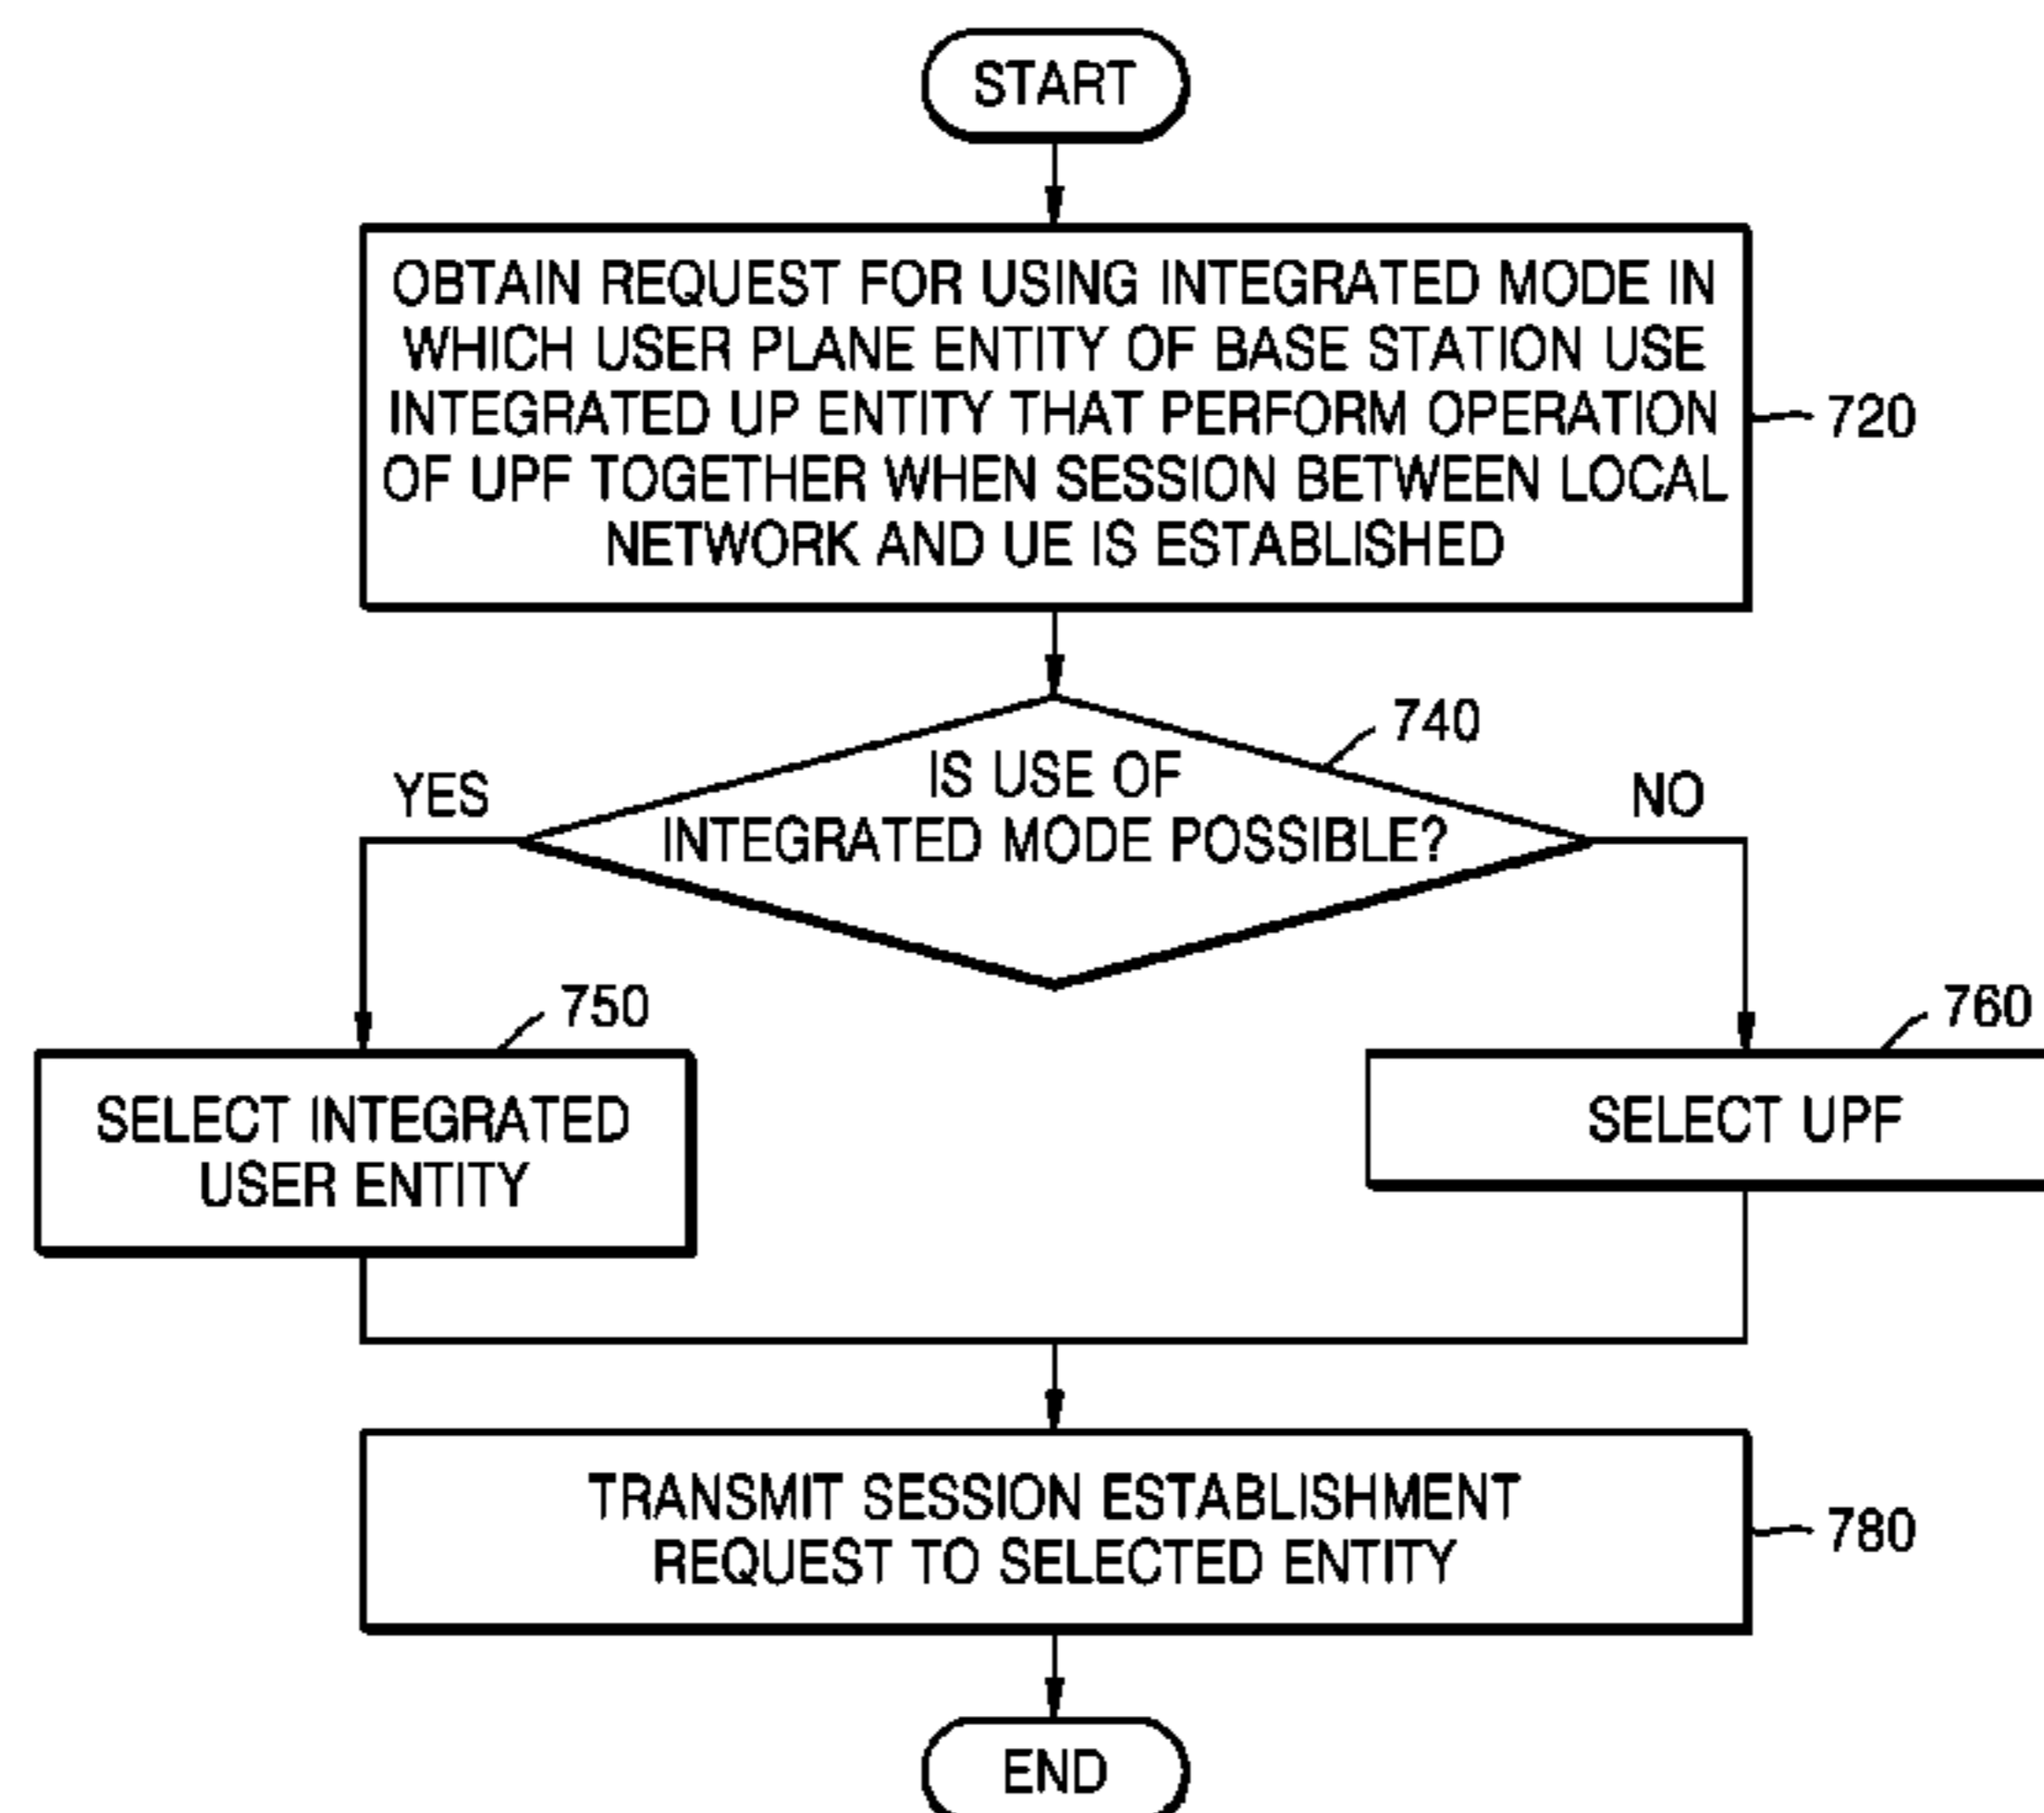 START
OBTAIN REQUEST FOR USING INTEGRATED MODE IN
WHICH USER PLANE ENTITY OF BASE STATION USE
INTEGRATED UP ENTITY THAT PERFORM OPERATION
OF UPF TOGETHER WHEN SESSION BETWEEN LOCAL
NETWORK AND UE IS ESTABLISHED
720
740
IS USE OF
INTEGRATED MODE POSSIBLE?
YES
NO
750
760
SELECT INTEGRATED
USER ENTITY
SELECT UPF
TRANSMIT SESSION ESTABLISHMENT
REQUEST TO SELECTED ENTITY
780
END